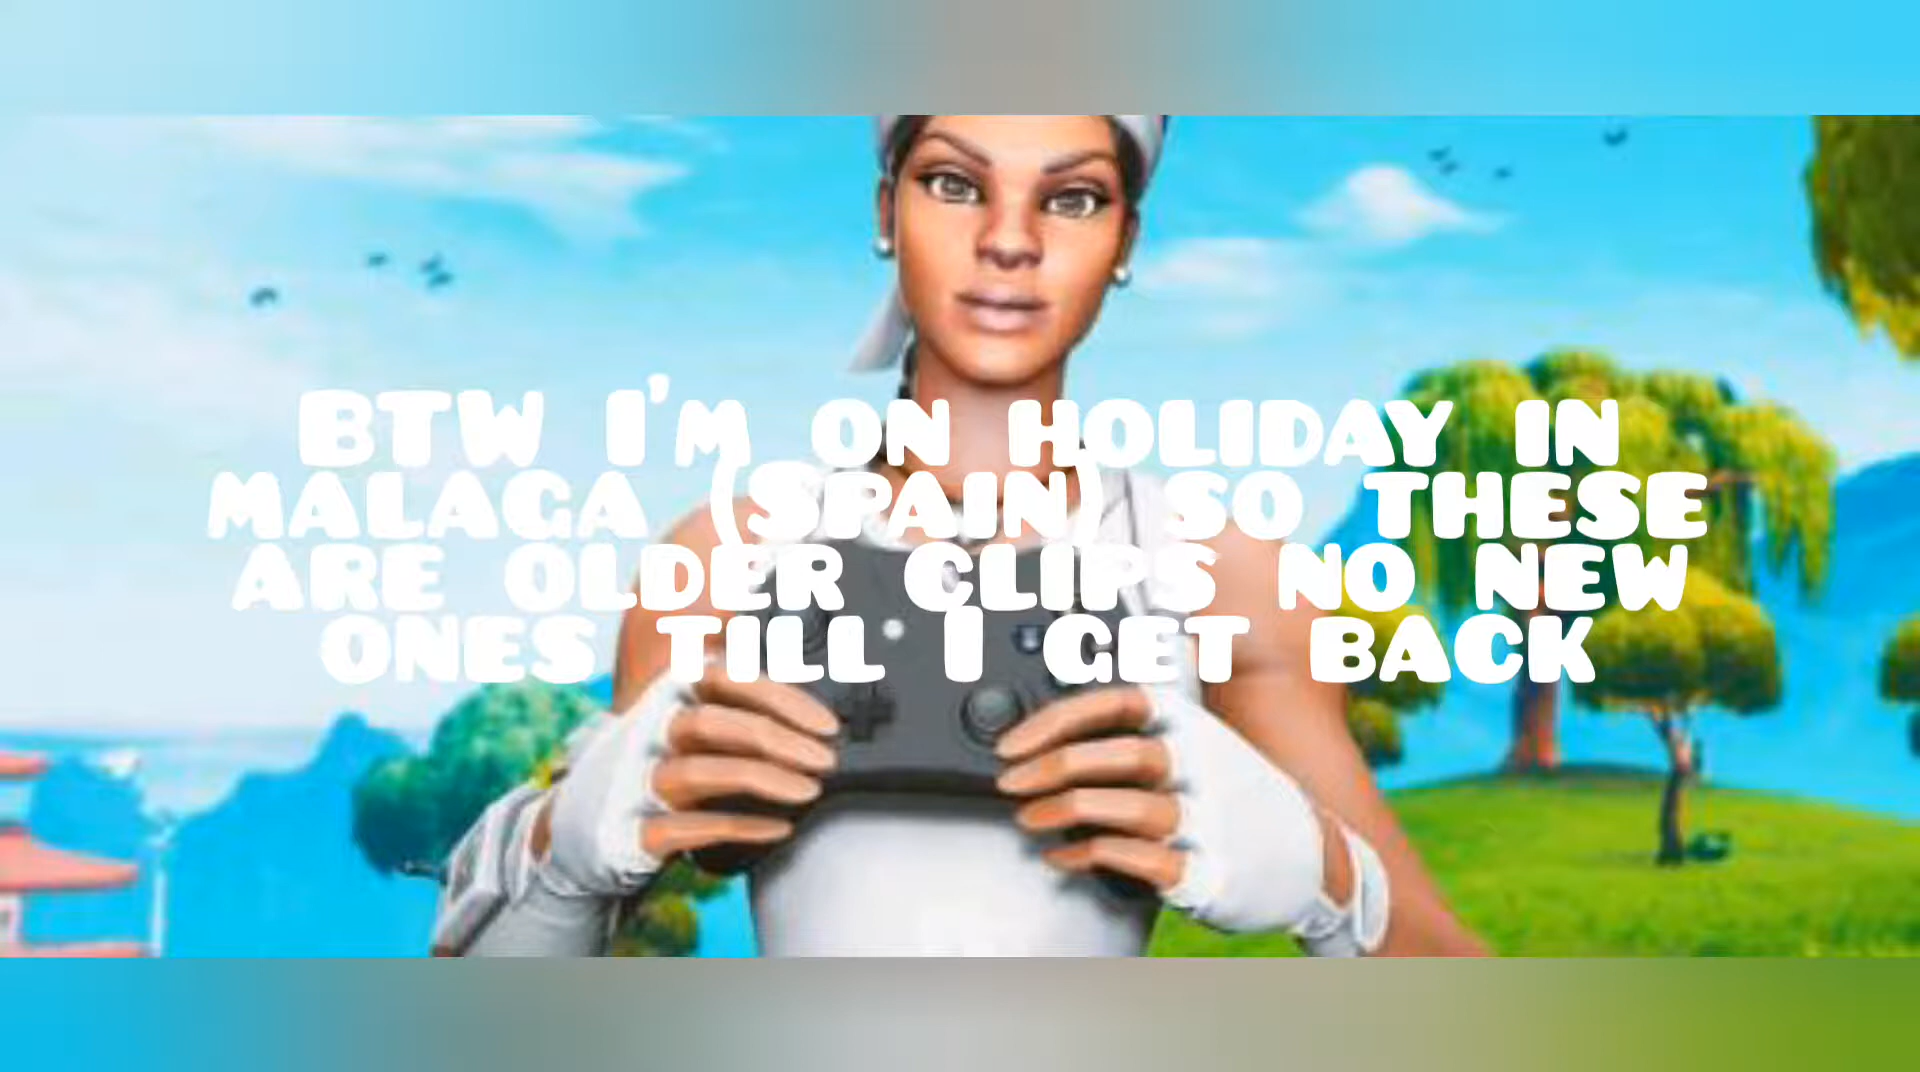 BTW I'M ON HOLIDAY IN
MALAGA (SPAIN) SO THESE
ARE OLDER CLIPS NO NEW
ONES TILL I GET BACK